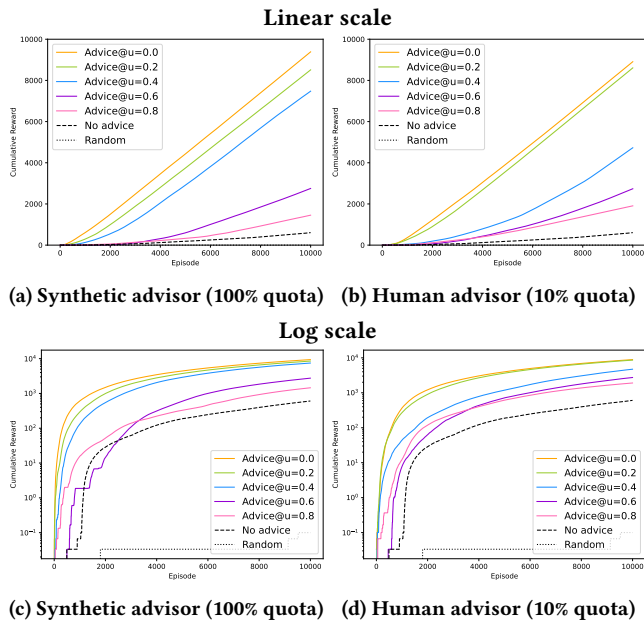 Linear scale
Cumulative Reward
10000
8000
6000
4000
2000
0
Advice@u=0.0
Advice@u=0.2
Advice@u=0.4
Advice@u=0.6
Advice@u=0.8
No advice
Random
0 2000 4000 6000 8000 10000
Episode
Cumulative Reward
10000
8000
6000
4000
2000
0
Advice@u=0.0
Advice@u=0.2
Advice@u=0.4
Advice@u=0.6
Advice@u=0.8
No advice
Random
0 2000 4000 6000 8000 10000
Episode
(a) Synthetic advisor (100% quota) (b) Human advisor (10% quota)
Log scale
Cumulative Reward
10⁴
10³
10²
10¹
10⁰
10⁻¹
Advice@u=0.0
Advice@u=0.2
Advice@u=0.4
Advice@u=0.6
Advice@u=0.8
No advice
Random
0 2000 4000 6000 8000 10000
Episode
Cumulative Reward
10⁴
10³
10²
10¹
10⁰
10⁻¹
Advice@u=0.0
Advice@u=0.2
Advice@u=0.4
Advice@u=0.6
Advice@u=0.8
No advice
Random
0 2000 4000 6000 8000 10000
Episode
(c) Synthetic advisor (100% quota) (d) Human advisor (10% quota)